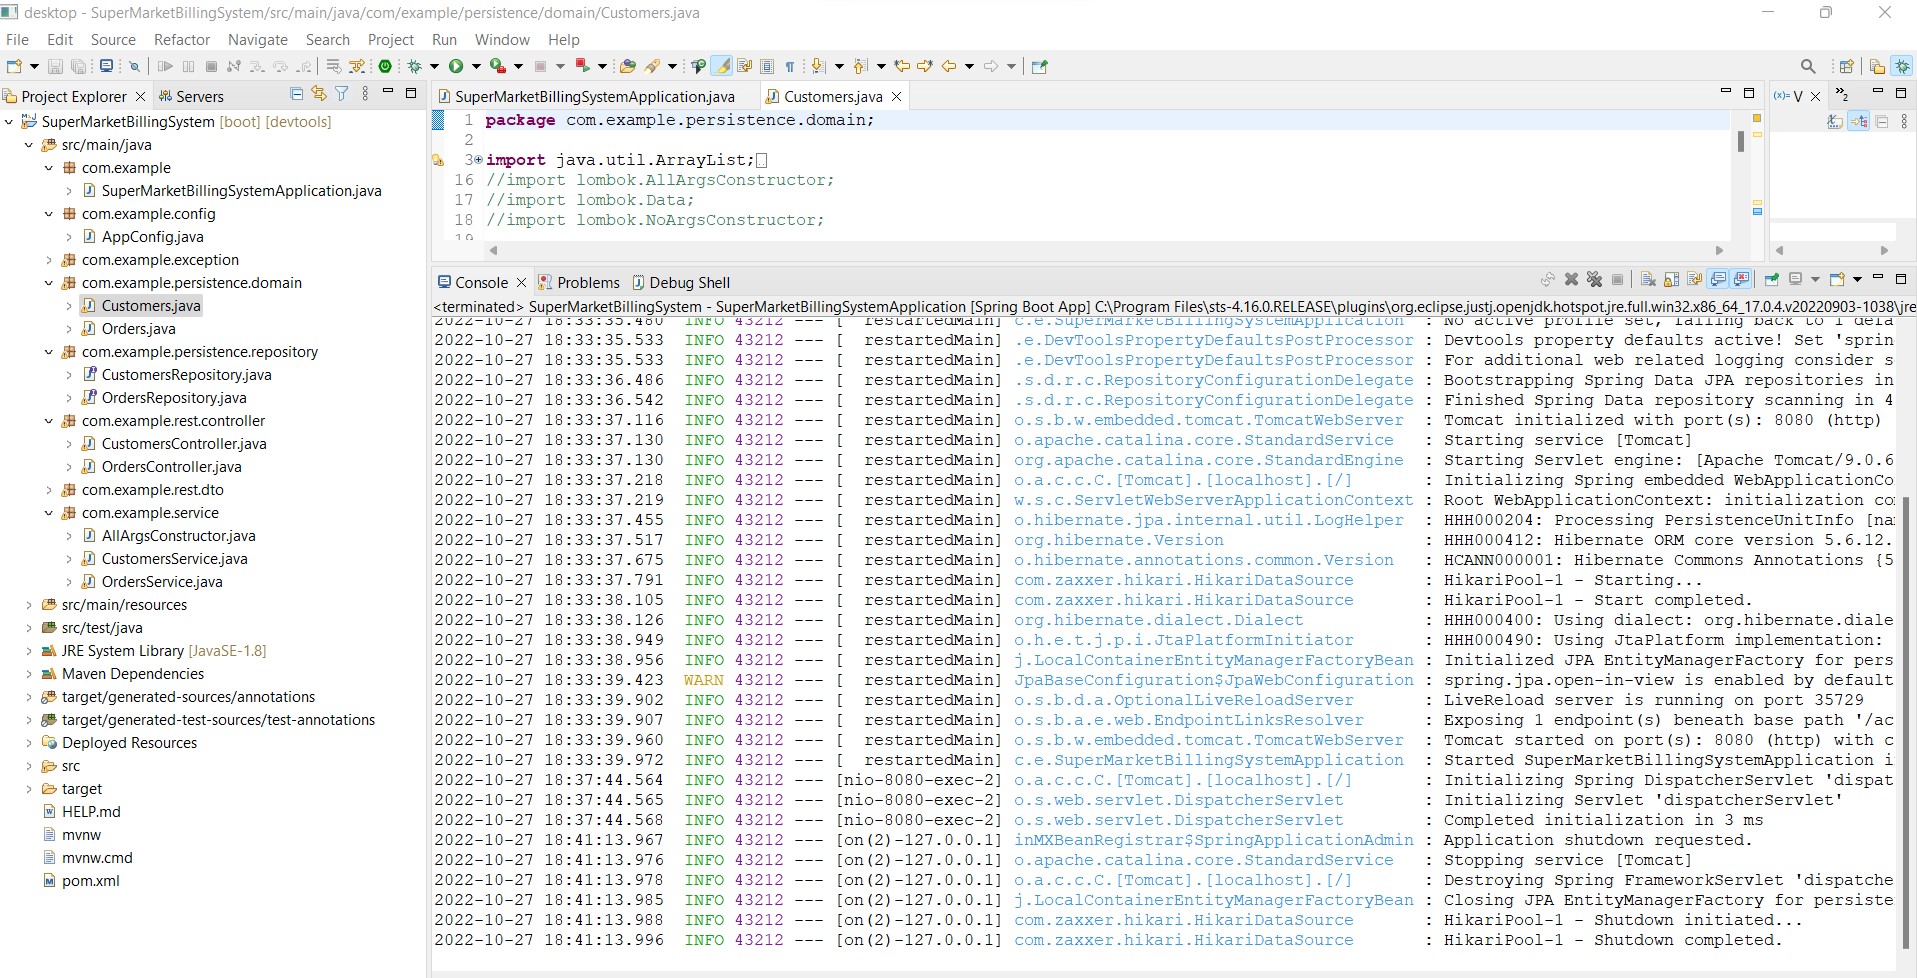 desktop - SuperMarketBillingSystem/src/main/java/com/example/persistence/domain/Customers.java
File Edit Source Refactor Navigate Search Project Run Window Help
Project Explorer Servers
SuperMarketBillingSystem [boot] [devtools]
src/main/java
com.example
SuperMarketBillingSystemApplication.java
com.example.config
AppConfig.java
com.example.exception
com.example.persistence.domain
Customers.java
Orders.java
com.example.persistence.repository
CustomersRepository.java
OrdersRepository.java
com.example.rest.controller
CustomersController.java
OrdersController.java
com.example.rest.dto
com.example.service
AllArgsConstructor.java
CustomersService.java
OrdersService.java
src/main/resources
src/test/java
JRE System Library [JavaSE-1.8]
Maven Dependencies
target/generated-sources/annotations
target/generated-test-sources/test-annotations
Deployed Resources
src
target
HELP.md
mvnw
mvnw.cmd
pom.xml
SuperMarketBillingSystemApplication.java Customers.java
1 package com.example.persistence.domain;
2
3 import java.util.ArrayList;
16 //import lombok.AllArgsConstructor;
17 //import lombok.Data;
18 //import lombok.NoArgsConstructor;
19
(x)= V »2
Console Problems Debug Shell
<terminated> SuperMarketBillingSystem - SuperMarketBillingSystemApplication [Spring Boot App] C:\Program Files\sts-4.16.0.RELEASE\plugins\org.eclipse.justj.openjdk.hotspot.jre.full.win32.x86_64_17.0.4.v20220903-1038\jre
2022-10-27 18:33:35.480 INFO 43212 --- [ restartedMain] c.e.SuperMarketBillingSystemApplication : No active profile set, falling back to 1 defa
2022-10-27 18:33:35.533 INFO 43212 --- [ restartedMain] .e.DevToolsPropertyDefaultsPostProcessor : Devtools property defaults active! Set 'sprin
2022-10-27 18:33:35.533 INFO 43212 --- [ restartedMain] .e.DevToolsPropertyDefaultsPostProcessor : For additional web related logging consider s
2022-10-27 18:33:36.486 INFO 43212 --- [ restartedMain] .s.d.r.c.RepositoryConfigurationDelegate : Bootstrapping Spring Data JPA repositories in
2022-10-27 18:33:36.542 INFO 43212 --- [ restartedMain] .s.d.r.c.RepositoryConfigurationDelegate : Finished Spring Data repository scanning in 4
2022-10-27 18:33:37.116 INFO 43212 --- [ restartedMain] o.s.b.w.embedded.tomcat.TomcatWebServer : Tomcat initialized with port(s): 8080 (http)
2022-10-27 18:33:37.130 INFO 43212 --- [ restartedMain] o.apache.catalina.core.StandardService : Starting service [Tomcat]
2022-10-27 18:33:37.130 INFO 43212 --- [ restartedMain] org.apache.catalina.core.StandardEngine : Starting Servlet engine: [Apache Tomcat/9.0.6
2022-10-27 18:33:37.218 INFO 43212 --- [ restartedMain] o.a.c.c.C.[Tomcat].[localhost].[/] : Initializing Spring embedded WebApplicationCo
2022-10-27 18:33:37.219 INFO 43212 --- [ restartedMain] w.s.c.ServletWebServerApplicationContext : Root WebApplicationContext: initialization co
2022-10-27 18:33:37.455 INFO 43212 --- [ restartedMain] o.hibernate.jpa.internal.util.LogHelper : HHH000204: Processing PersistenceUnitInfo [na
2022-10-27 18:33:37.517 INFO 43212 --- [ restartedMain] org.hibernate.Version : HHH000412: Hibernate ORM core version 5.6.12.
2022-10-27 18:33:37.675 INFO 43212 --- [ restartedMain] o.hibernate.annotations.common.Version : HCANN000001: Hibernate Commons Annotations {5
2022-10-27 18:33:37.791 INFO 43212 --- [ restartedMain] com.zaxxer.hikari.HikariDataSource : HikariPool-1 - Starting...
2022-10-27 18:33:38.105 INFO 43212 --- [ restartedMain] com.zaxxer.hikari.HikariDataSource : HikariPool-1 - Start completed.
2022-10-27 18:33:38.126 INFO 43212 --- [ restartedMain] org.hibernate.dialect.Dialect : HHH000400: Using dialect: org.hibernate.diale
2022-10-27 18:33:38.949 INFO 43212 --- [ restartedMain] o.h.e.t.j.p.i.JtaPlatformInitiator : HHH000490: Using JtaPlatform implementation:
2022-10-27 18:33:38.956 INFO 43212 --- [ restartedMain] j.LocalContainerEntityManagerFactoryBean : Initialized JPA EntityManagerFactory for pers
2022-10-27 18:33:39.423 WARN 43212 --- [ restartedMain] JpaBaseConfiguration$JpaWebConfiguration : spring.jpa.open-in-view is enabled by default
2022-10-27 18:33:39.902 INFO 43212 --- [ restartedMain] o.s.b.d.a.OptionalLiveReloadServer : LiveReload server is running on port 35729
2022-10-27 18:33:39.907 INFO 43212 --- [ restartedMain] o.s.b.a.e.web.EndpointLinksResolver : Exposing 1 endpoint(s) beneath base path '/ac
2022-10-27 18:33:39.960 INFO 43212 --- [ restartedMain] o.s.b.w.embedded.tomcat.TomcatWebServer : Tomcat started on port(s): 8080 (http) with c
2022-10-27 18:33:39.972 INFO 43212 --- [ restartedMain] c.e.SuperMarketBillingSystemApplication : Started SuperMarketBillingSystemApplication i
2022-10-27 18:37:44.564 INFO 43212 --- [nio-8080-exec-2] o.a.c.c.C.[Tomcat].[localhost].[/] : Initializing Spring DispatcherServlet 'dispat
2022-10-27 18:37:44.565 INFO 43212 --- [nio-8080-exec-2] o.s.web.servlet.DispatcherServlet : Initializing Servlet 'dispatcherServlet'
2022-10-27 18:37:44.568 INFO 43212 --- [nio-8080-exec-2] o.s.web.servlet.DispatcherServlet : Completed initialization in 3 ms
2022-10-27 18:41:13.967 INFO 43212 --- [on(2)-127.0.0.1] inMXBeanRegistrar$SpringApplicationAdmin : Application shutdown requested.
2022-10-27 18:41:13.976 INFO 43212 --- [on(2)-127.0.0.1] o.apache.catalina.core.StandardService : Stopping service [Tomcat]
2022-10-27 18:41:13.978 INFO 43212 --- [on(2)-127.0.0.1] o.a.c.c.C.[Tomcat].[localhost].[/] : Destroying Spring FrameworkServlet 'dispatche
2022-10-27 18:41:13.985 INFO 43212 --- [on(2)-127.0.0.1] j.LocalContainerEntityManagerFactoryBean : Closing JPA EntityManagerFactory for persiste
2022-10-27 18:41:13.988 INFO 43212 --- [on(2)-127.0.0.1] com.zaxxer.hikari.HikariDataSource : HikariPool-1 - Shutdown initiated...
2022-10-27 18:41:13.996 INFO 43212 --- [on(2)-127.0.0.1] com.zaxxer.hikari.HikariDataSource : HikariPool-1 - Shutdown completed.